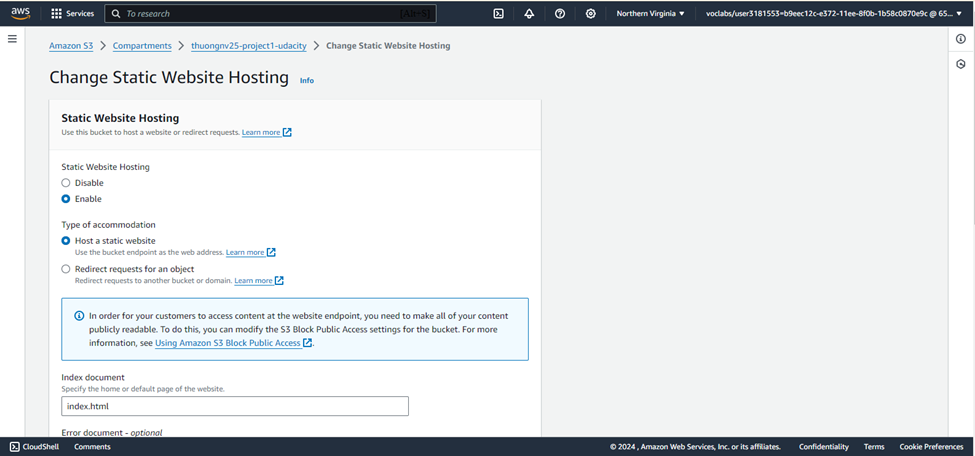 aws Services To research [Alt+S] Northern Virginia voclabs/user3181553=b9eec12c-e372-11ee-8f0b-1b58c0870e9c @ 65...
Amazon S3 > Compartments > thuongnv25-project1-udacity > Change Static Website Hosting
Change Static Website Hosting Info
Static Website Hosting
Use this bucket to host a website or redirect requests. Learn more
Static Website Hosting
Disable
Enable
Type of accommodation
Host a static website
Use the bucket endpoint as the web address. Learn more
Redirect requests for an object
Redirect requests to another bucket or domain. Learn more
In order for your customers to access content at the website endpoint, you need to make all of your content
publicly readable. To do this, you can modify the S3 Block Public Access settings for the bucket. For more
information, see Using Amazon S3 Block Public Access.
Index document
Specify the home or default page of the website.
index.html
Error document - optional
CloudShell Comments © 2024 , Amazon Web Services, Inc. or its affiliates. Confidentiality Terms Cookie Preferences